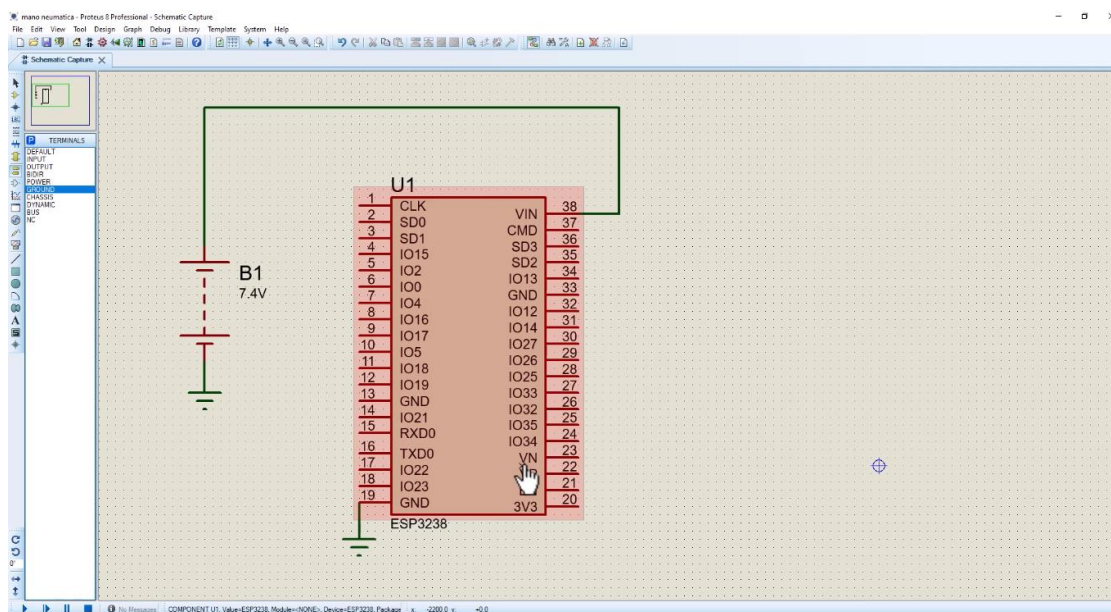 mano neumatica - Proteus 8 Professional - Schematic Capture
File Edit View Tool Design Graph Debug Library Template System Help
Schematic Capture
TERMINALS
DEFAULT
INPUT
OUTPUT
BIDIR
POWER
GROUND
CHASSIS
DYNAMIC
BUS
NC
B1
7.4V
U1
1 CLK
2 SD0
3 SD1
4 IO15
5 IO2
6 IO0
7 IO4
8 IO16
9 IO17
10 IO5
11 IO18
12 IO19
13 GND
14 IO21
15 RXD0
16 TXD0
17 IO22
18 IO23
19 GND
VIN 38
CMD 37
SD3 36
SD2 35
IO13 34
GND 33
IO12 32
IO14 31
IO27 30
IO26 29
IO25 28
IO33 27
IO32 26
IO35 25
IO34 24
VN 23
22
21
3V3 20
ESP3238
No Messages COMPONENT U1, Value=ESP3238, Module=<NONE>, Device=ESP3238, Package x: -2200.0 y: +0.0